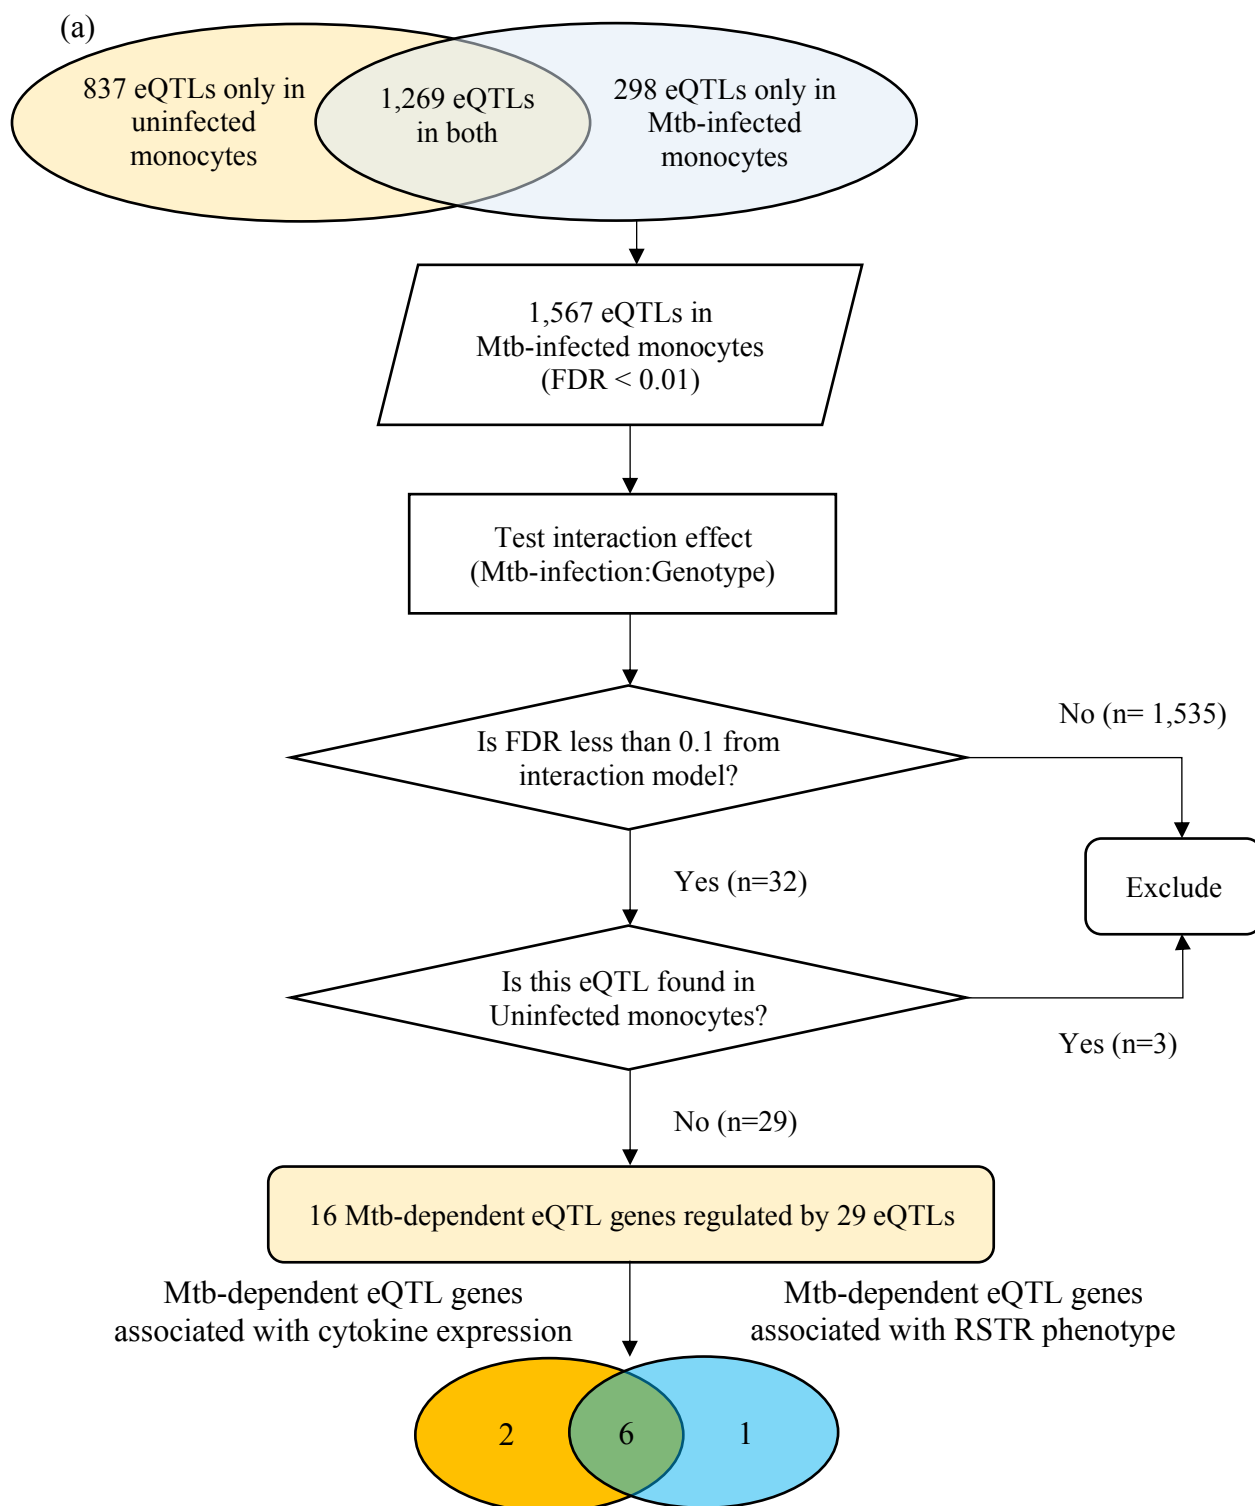 (a)
837 eQTLs only in
uninfected
monocytes
1,269 eQTLs
in both
298 eQTLs only in
Mtb-infected
monocytes
1,567 eQTLs in
Mtb-infected monocytes
(FDR < 0.01)
Test interaction effect
(Mtb-infection:Genotype)
Is FDR less than 0.1 from
interaction model?
No (n= 1,535)
Yes (n=32)
Exclude
Is this eQTL found in
Uninfected monocytes?
Yes (n=3)
No (n=29)
16 Mtb-dependent eQTL genes regulated by 29 eQTLs
Mtb-dependent eQTL genes
associated with cytokine expression
Mtb-dependent eQTL genes
associated with RSTR phenotype
2
6
1